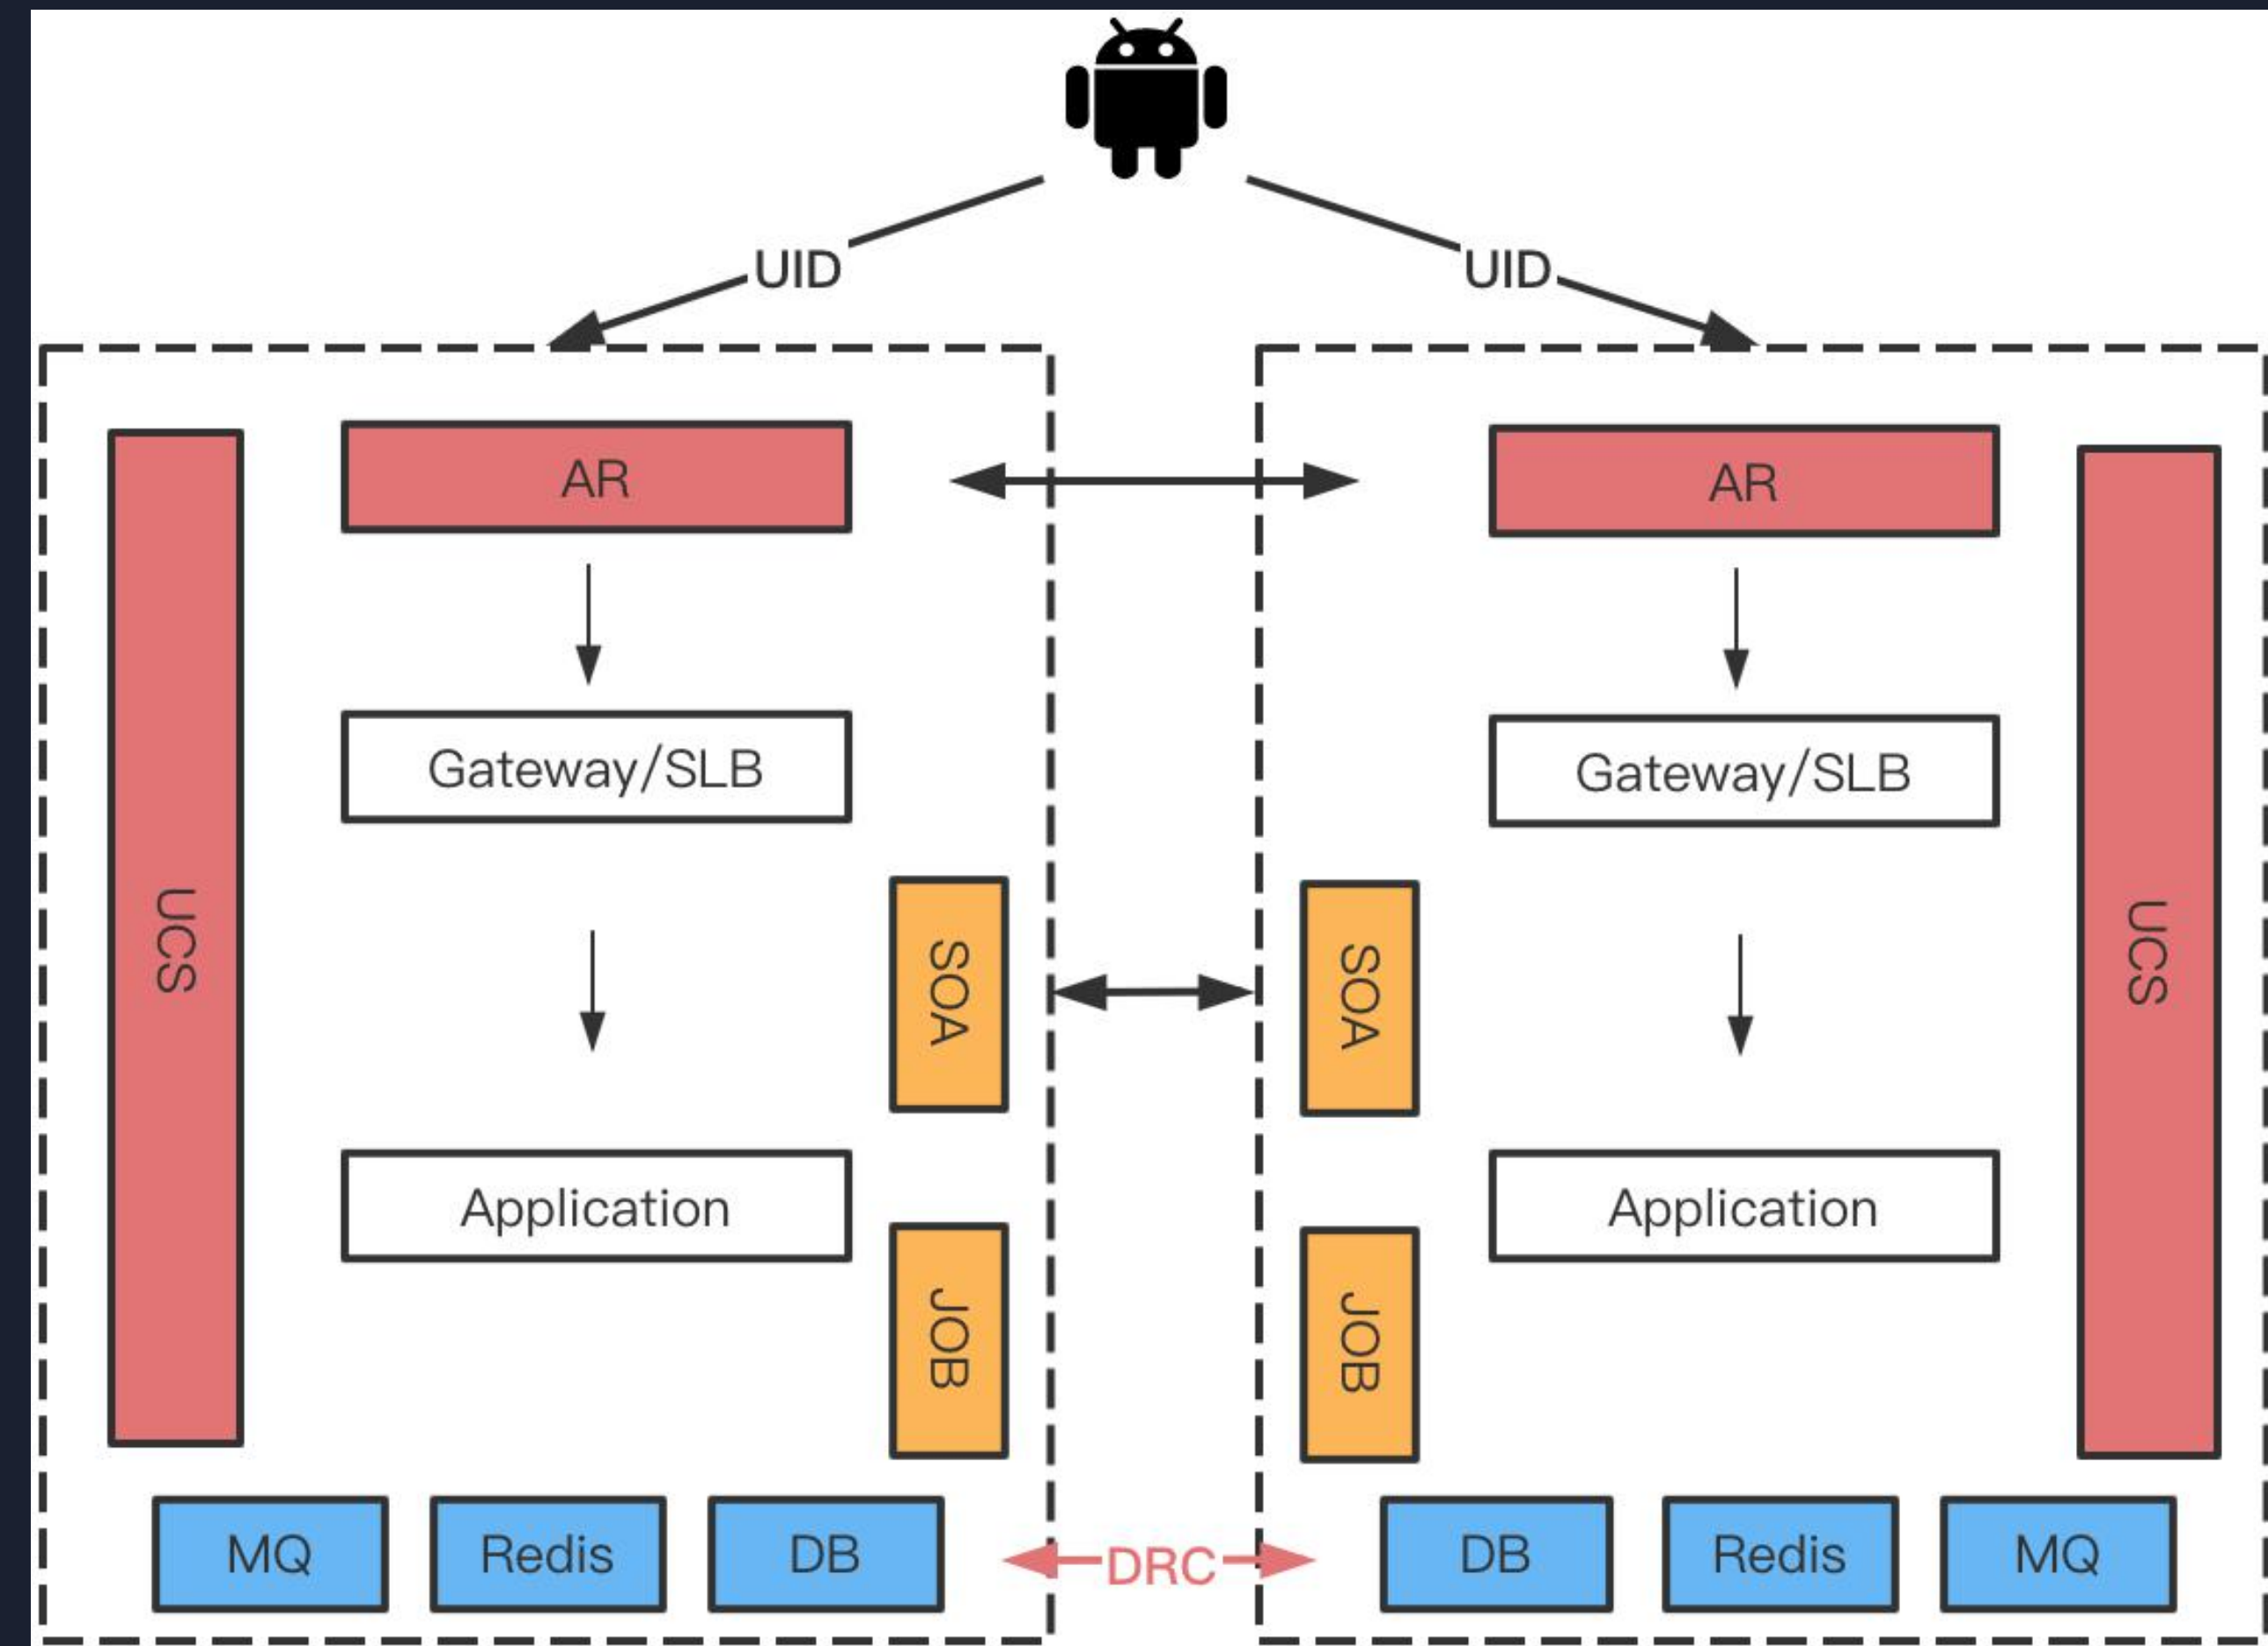 UID
UID
UCS
AR
Gateway/SLB
SOA
Application
JOB
MQ
Redis
DB
DRC
AR
UCS
Gateway/SLB
SOA
Application
JOB
DB
Redis
MQ